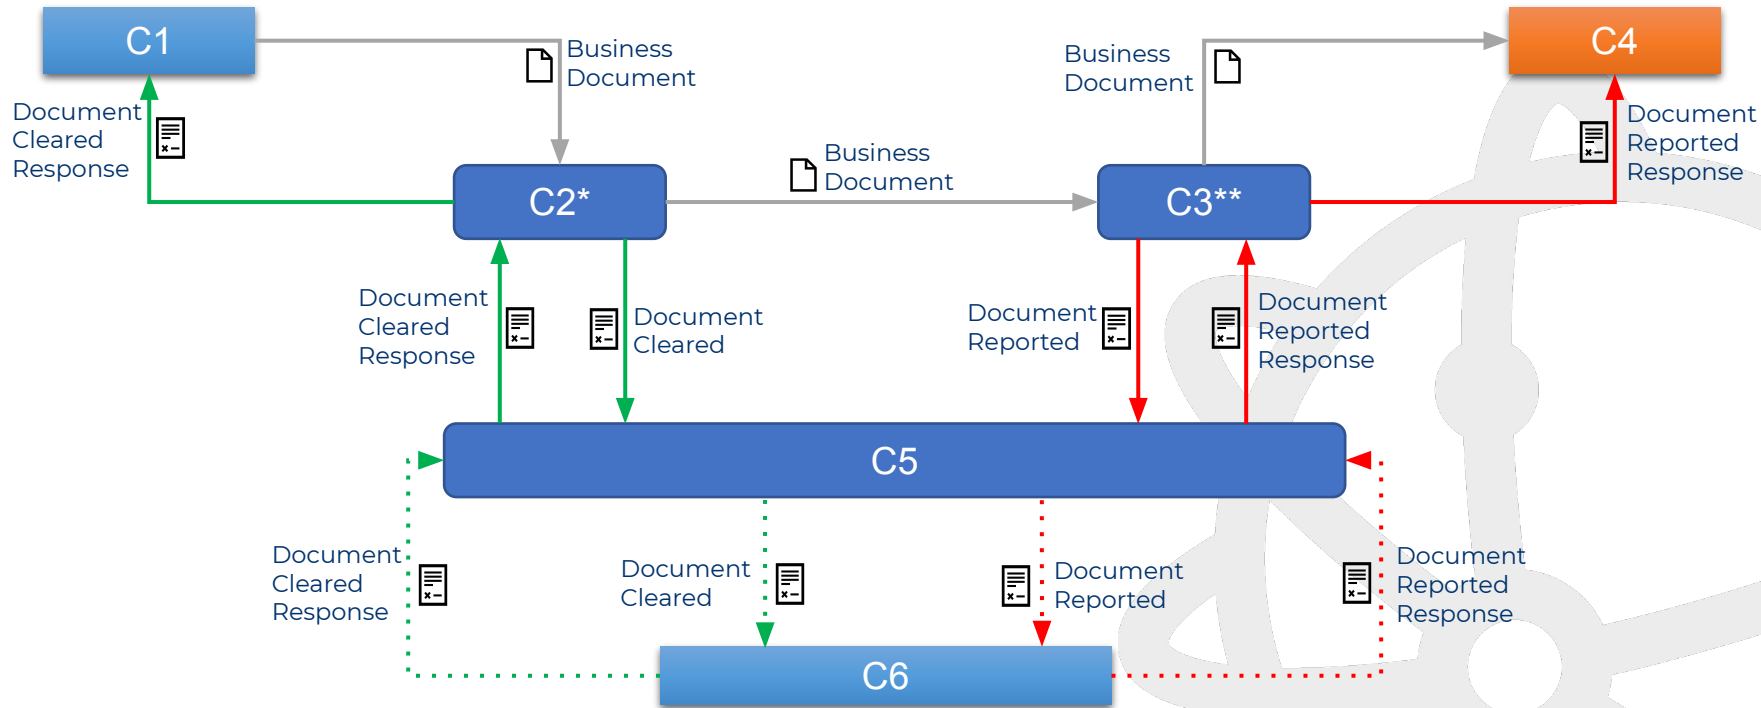 C1
Business
Document
Business
Document
C4
Document
Cleared
Response
Document
Reported
Response
C2*
Business
Document
C3**
Document
Cleared
Response
Document
Cleared
Document
Reported
Document
Reported
Response
C5
Document
Cleared
Response
Document
Cleared
Document
Reported
Document
Reported
Response
C6